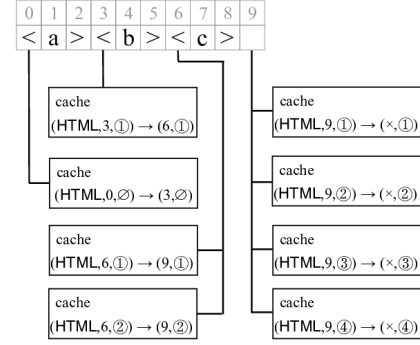 0 1 2 3 4 5 6 7 8 9
< a > < b > < c >
cache
(HTML,3,①) → (6,①)
cache
(HTML,0,∅) → (3,∅)
cache
(HTML,6,①) → (9,①)
cache
(HTML,6,②) → (9,②)
cache
(HTML,9,①) → (×,①)
cache
(HTML,9,②) → (×,②)
cache
(HTML,9,③) → (×,③)
cache
(HTML,9,④) → (×,④)